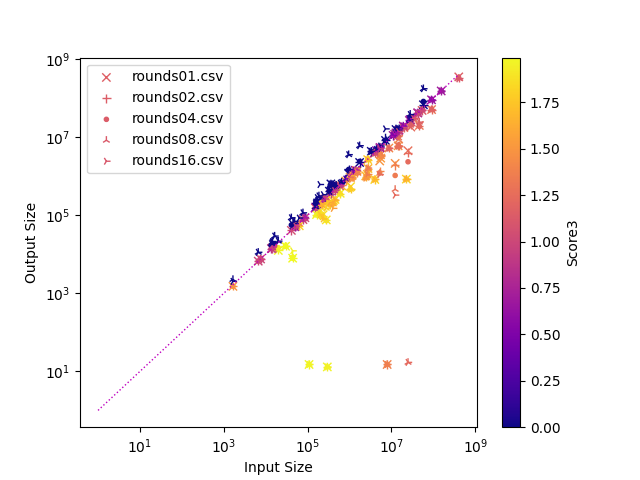 10⁹
10⁷
10⁵
10³
10¹
Output Size
rounds01.csv
rounds02.csv
rounds04.csv
rounds08.csv
rounds16.csv
10¹
10³
10⁵
10⁷
10⁹
Input Size
1.75
1.50
1.25
1.00
0.75
0.50
0.25
0.00
Score3